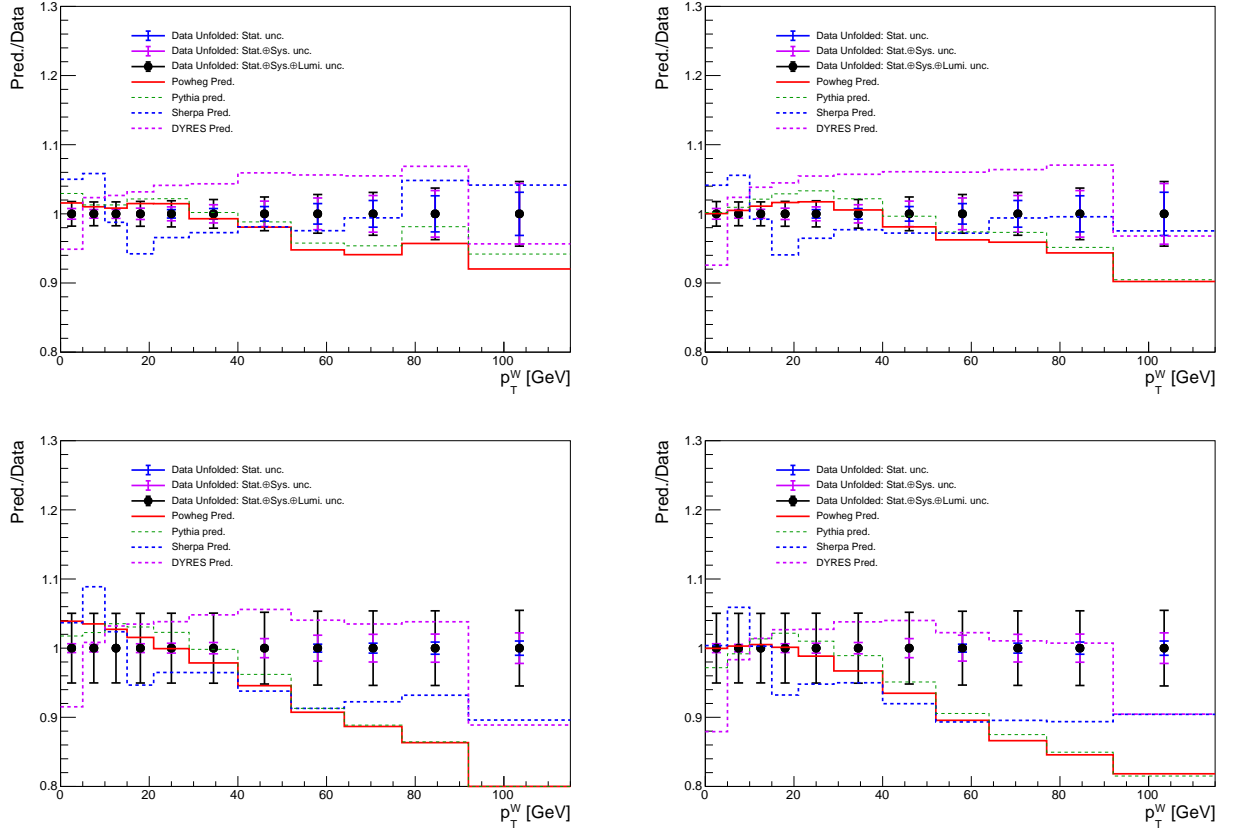 Pred./Data
1.3
1.2
1.1
1
0.9
0.8
Data Unfolded: Stat. unc.
Data Unfolded: Stat.⊕Sys. unc.
Data Unfolded: Stat.⊕Sys.⊕Lumi. unc.
Powheg Pred.
Pythia pred.
Sherpa Pred.
DYRES Pred.
0 20 40 60 80 100
p_T^W [GeV]
Pred./Data
1.3
1.2
1.1
1
0.9
0.8
Data Unfolded: Stat. unc.
Data Unfolded: Stat.⊕Sys. unc.
Data Unfolded: Stat.⊕Sys.⊕Lumi. unc.
Powheg Pred.
Pythia pred.
Sherpa Pred.
DYRES Pred.
0 20 40 60 80 100
p_T^W [GeV]
Pred./Data
1.3
1.2
1.1
1
0.9
0.8
Data Unfolded: Stat. unc.
Data Unfolded: Stat.⊕Sys. unc.
Data Unfolded: Stat.⊕Sys.⊕Lumi. unc.
Powheg Pred.
Pythia pred.
Sherpa Pred.
DYRES Pred.
0 20 40 60 80 100
p_T^W [GeV]
Pred./Data
1.3
1.2
1.1
1
0.9
0.8
Data Unfolded: Stat. unc.
Data Unfolded: Stat.⊕Sys. unc.
Data Unfolded: Stat.⊕Sys.⊕Lumi. unc.
Powheg Pred.
Pythia pred.
Sherpa Pred.
DYRES Pred.
0 20 40 60 80 100
p_T^W [GeV]